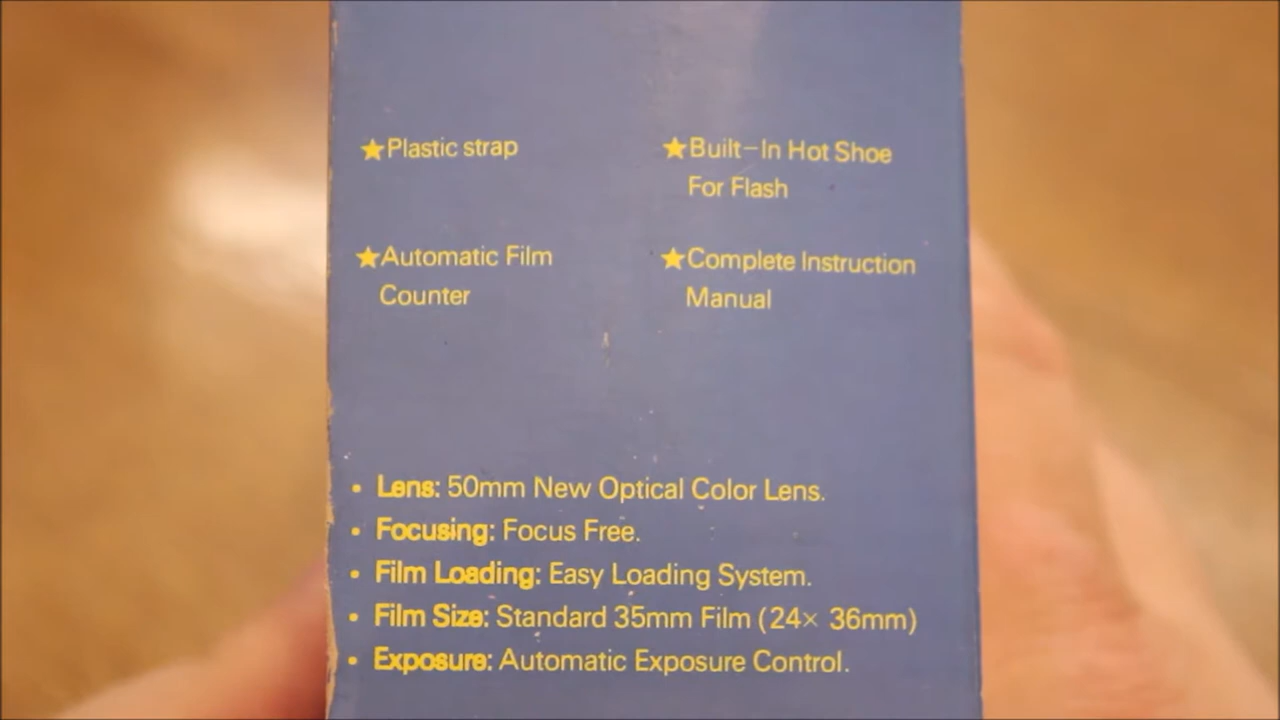 ★Plastic strap
★Built-In Hot Shoe
For Flash
★Automatic Film
Counter
★Complete Instruction
Manual
• Lens: 50mm New Optical Color Lens.
• Focusing: Focus Free.
• Film Loading: Easy Loading System.
• Film Size: Standard 35mm Film (24× 36mm)
• Exposure: Automatic Exposure Control.